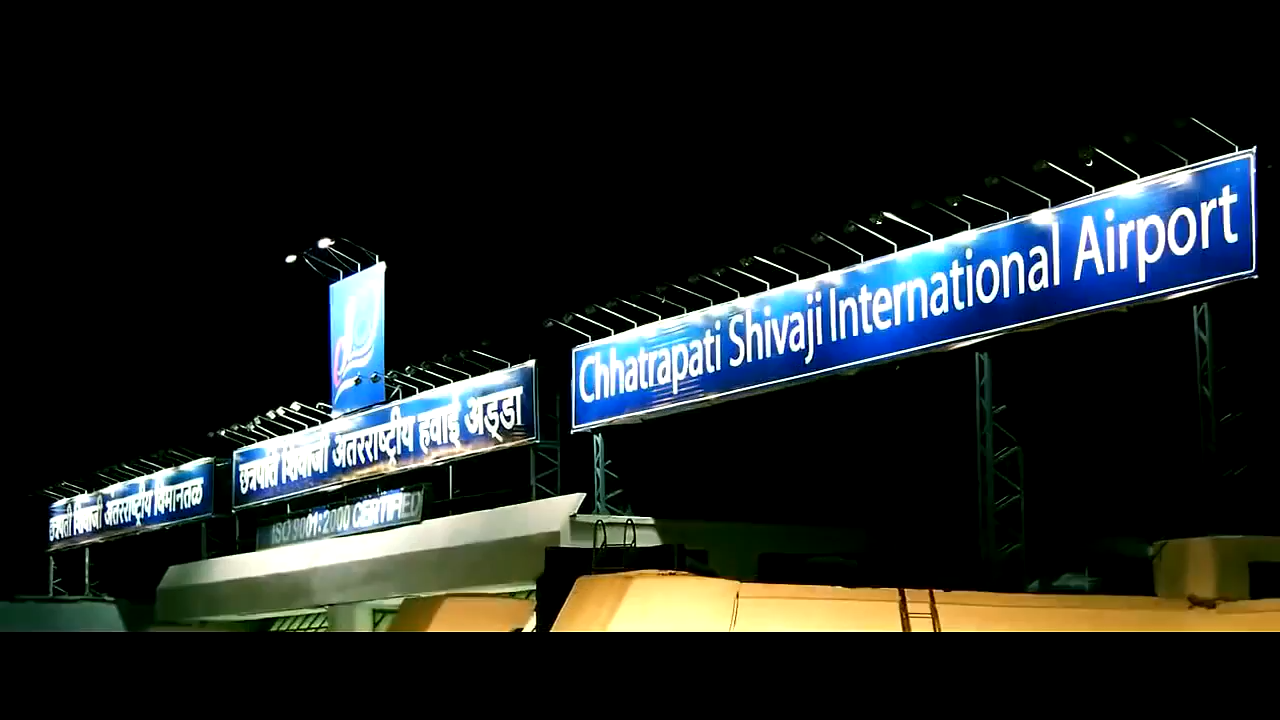 छत्रपती शिवाजी अंतरराष्ट्रीय विमानतळ
छत्रपति शिवाजी अंतरराष्ट्रीय हवाई अड्डा
ISO 9001:2000 CERTIFIED
Chhatrapati Shivaji International Airport